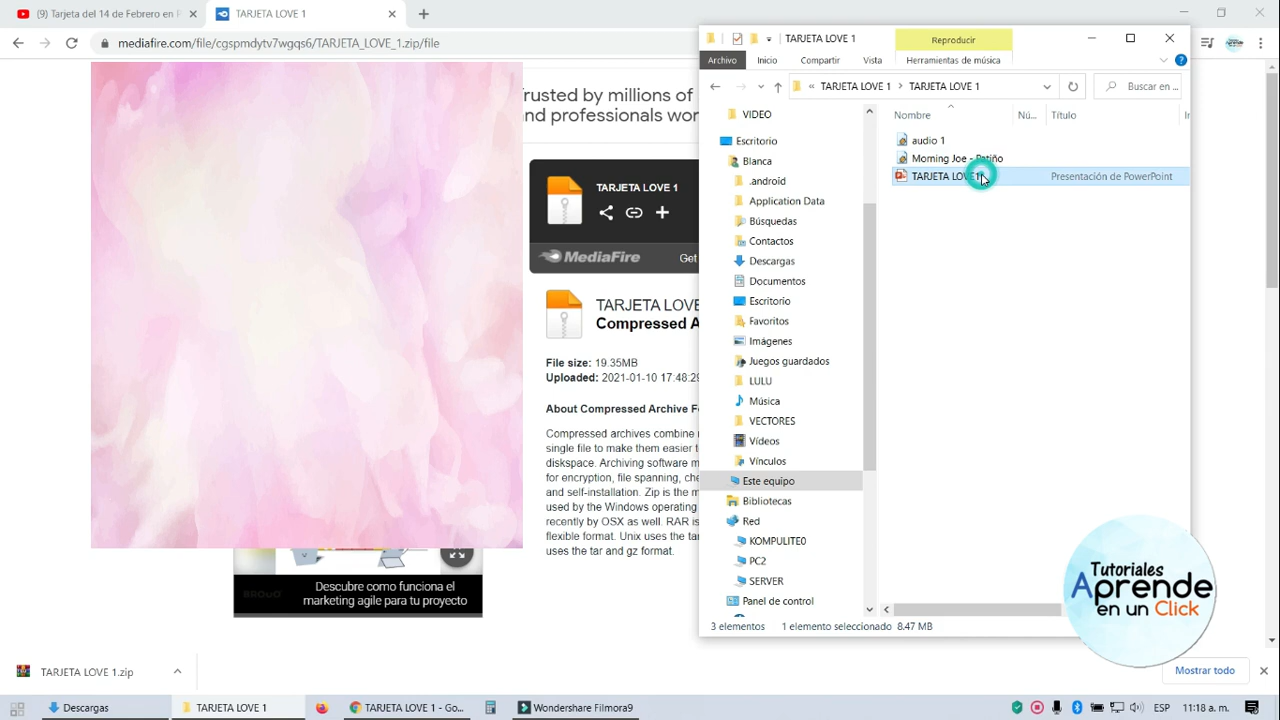 (9) Tarjeta del 14 de Febrero en P
TARJETA LOVE 1
mediafire.com/file/cgspmdytv7wgqs6/TARJETA_LOVE_1.zip/file
TARJETA LOVE 1
Reproducir
Archivo
Inicio
Compartir
Vista
Herramientas de música
« TARJETA LOVE 1 > TARJETA LOVE 1
Buscar en ...
Nombre
Nú...
Título
audio 1
Morning Joe - Patiño
TARJETA LOVE
Presentación de PowerPoint
VIDEO
Escritorio
Blanca
.android
Application Data
Búsquedas
Contactos
Descargas
Documentos
Escritorio
Favoritos
Imágenes
Juegos guardados
LULU
Música
VECTORES
Vídeos
Vínculos
Este equipo
Bibliotecas
Red
KOMPULITE0
PC2
SERVER
Panel de control
3 elementos
1 elemento seleccionado 8.47 MB
trusted by millions of
and professionals wor
TARJETA LOVE 1
MediaFire
Get
TARJETA LOVE
Compressed A
File size: 19.35MB
Uploaded: 2021-01-10 17:48:29
About Compressed Archive F
Compressed archives combine
single file to make them easier t
diskspace. Archiving software m
for encryption, file spanning, che
and self-installation. Zip is the m
used by the Windows operating
recently by OSX as well. RAR is
flexible format. Unix uses the ta
uses the tar and gz format.
Descubre como funciona el
marketing agile para tu proyecto
Tutoriales
Aprende
en un Click
TARJETA LOVE 1.zip
Mostrar todo
Descargas
TARJETA LOVE 1
TARJETA LOVE 1 - Go...
Wondershare Filmora9
ESP
11:18 a. m.